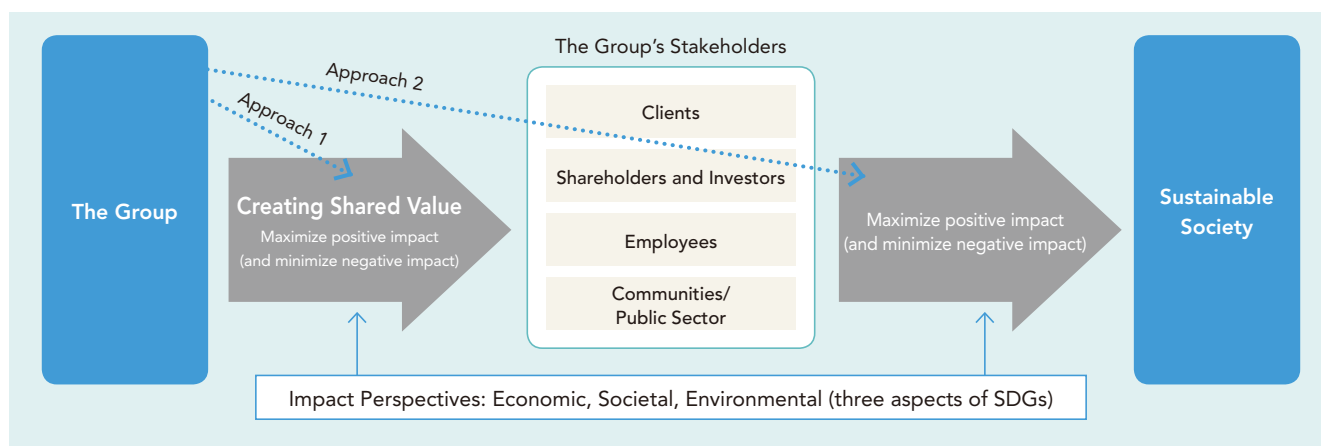 The Group's Stakeholders
Approach 2
Approach 1
The Group
Creating Shared Value
Maximize positive impact
(and minimize negative impact)
Clients
Shareholders and Investors
Employees
Communities/
Public Sector
Maximize positive impact
(and minimize negative impact)
Sustainable
Society
Impact Perspectives: Economic, Societal, Environmental (three aspects of SDGs)